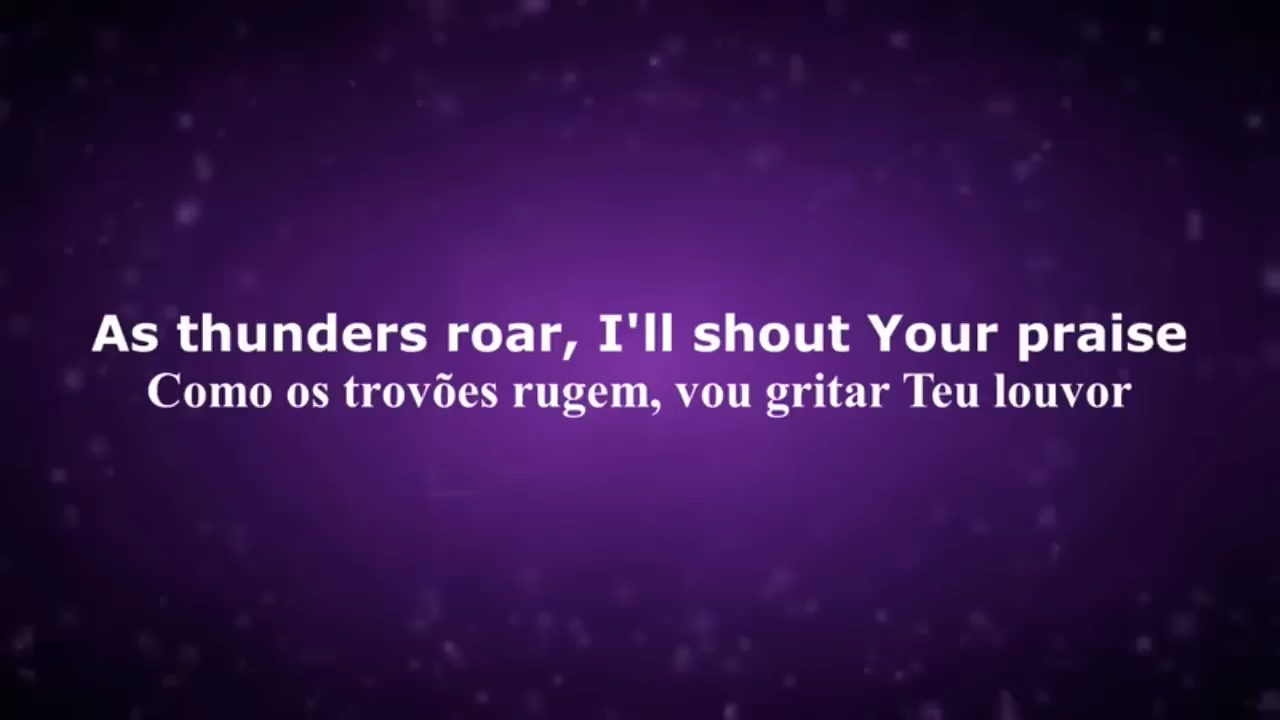 As thunders roar, I'll shout Your praise
Como os trovões rugem, vou gritar Teu louvor